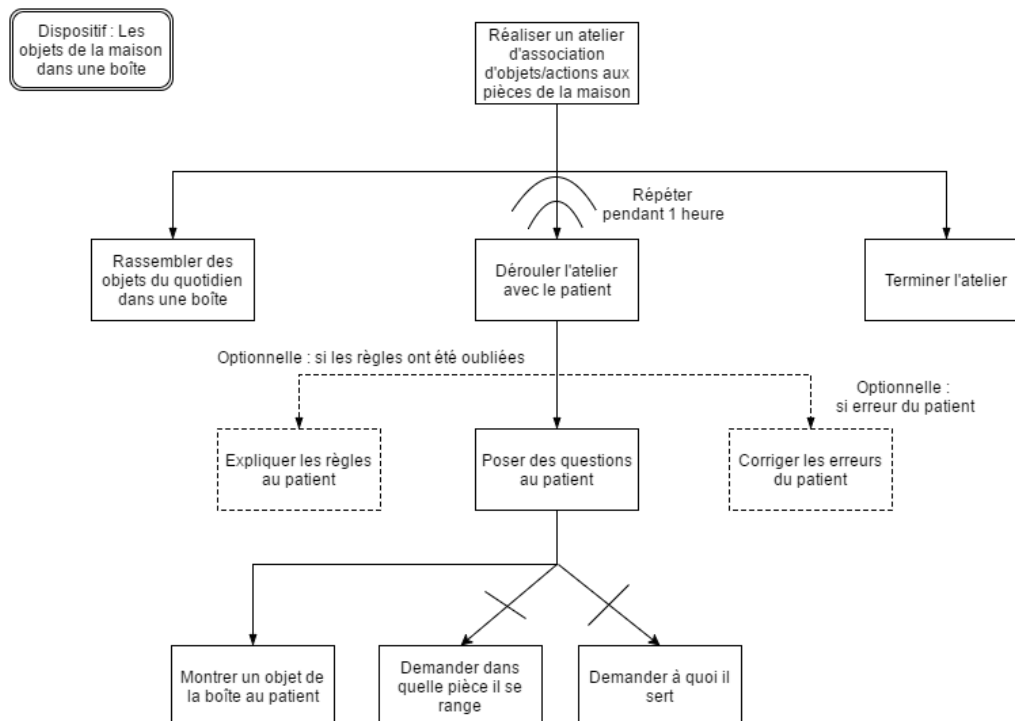 Dispositif : Les
objets de la maison
dans une boîte
Réaliser un atelier
d'association
d'objets/actions aux
pièces de la maison
Répéter
pendant 1 heure
Rassembler des
objets du quotidien
dans une boîte
Dérouler l'atelier
avec le patient
Terminer l'atelier
Optionnelle : si les règles ont été oubliées
Optionnelle :
si erreur du patient
Expliquer les règles
au patient
Poser des questions
au patient
Corriger les erreurs
du patient
Montrer un objet de
la boîte au patient
Demander dans
quelle pièce il se
range
Demander à quoi il
sert